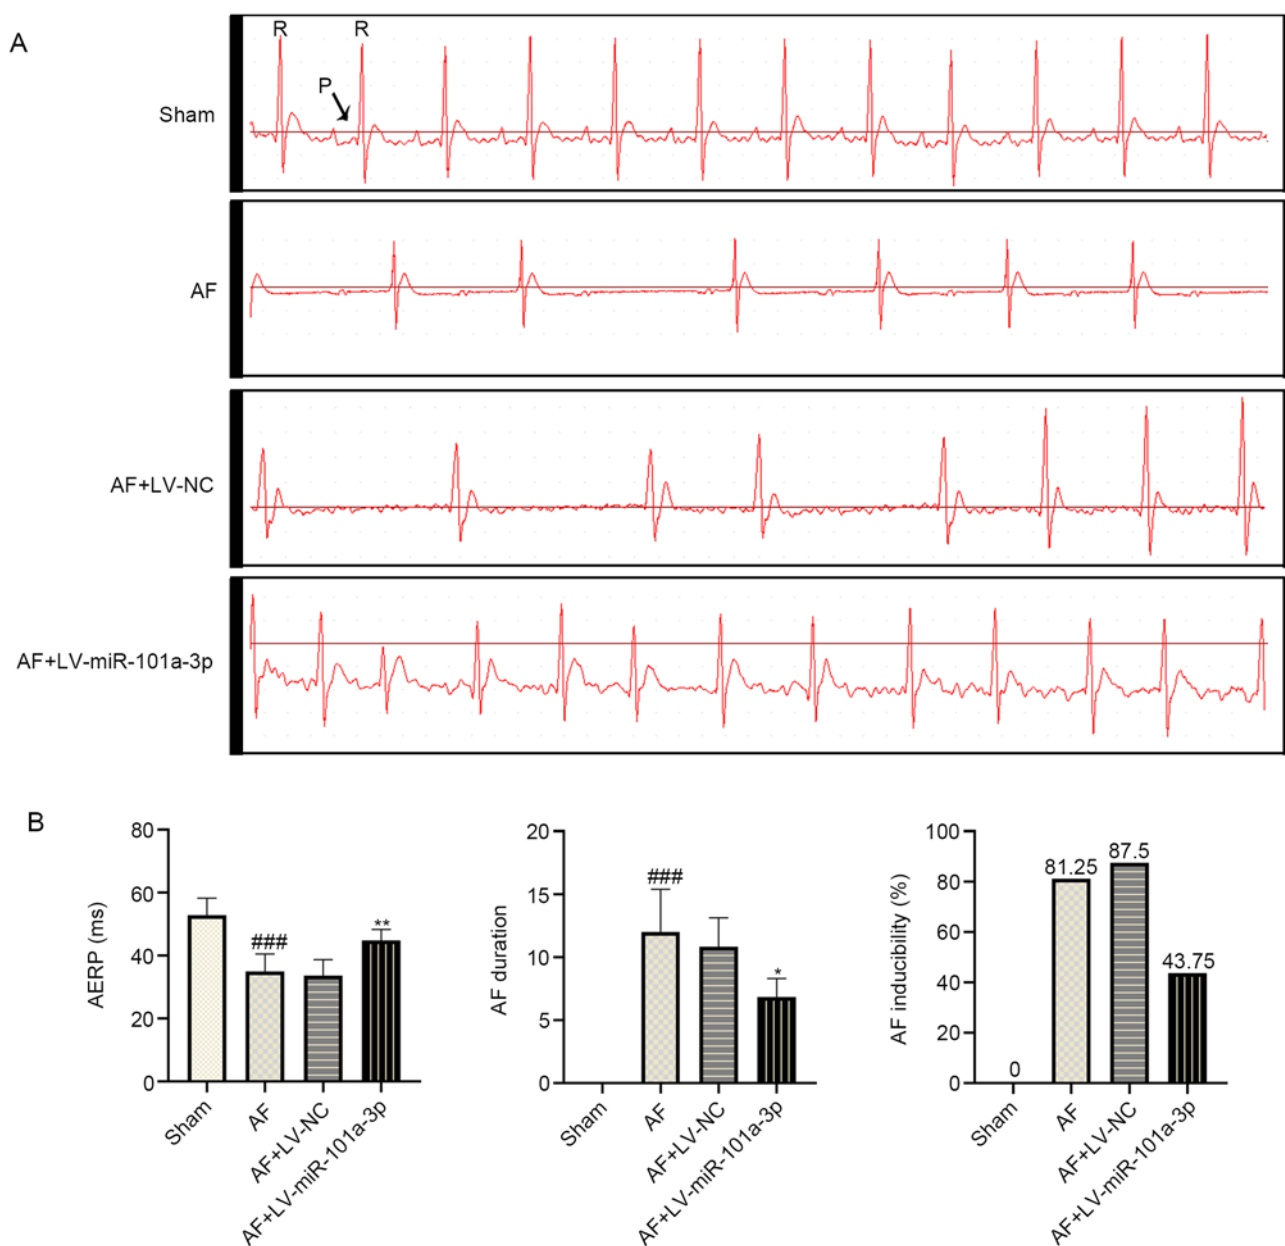 A
R R
P
Sham
AF
AF+LV-NC
AF+LV-miR-101a-3p
B
AERP (ms)
80
60
40
20
0
###
**
Sham
AF
AF+LV-NC
AF+LV-miR-101a-3p
AF duration
20
15
10
5
0
###
*
Sham
AF
AF+LV-NC
AF+LV-miR-101a-3p
AF inducibility (%)
100
80
60
40
20
0
0
81.25
87.5
43.75
Sham
AF
AF+LV-NC
AF+LV-miR-101a-3p